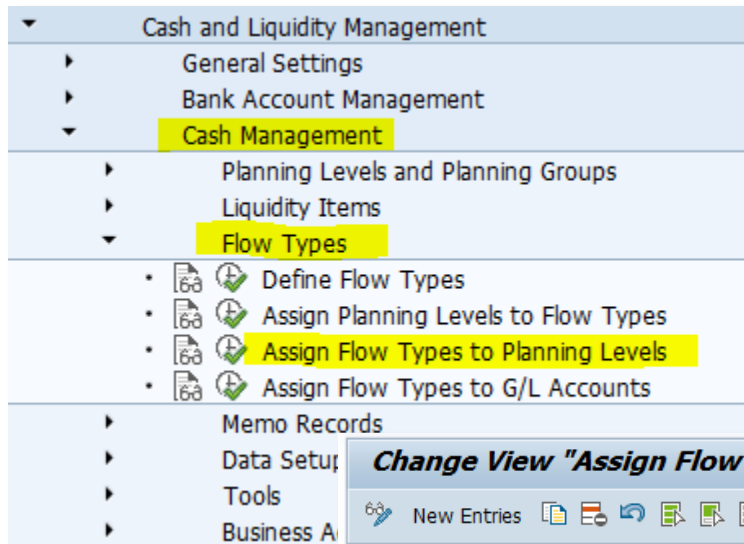 Cash and Liquidity Management
General Settings
Bank Account Management
Cash Management
Planning Levels and Planning Groups
Liquidity Items
Flow Types
Define Flow Types
Assign Planning Levels to Flow Types
Assign Flow Types to Planning Levels
Assign Flow Types to G/L Accounts
Memo Records
Data Setup
Change View "Assign Flow
Tools
New Entries
Business A